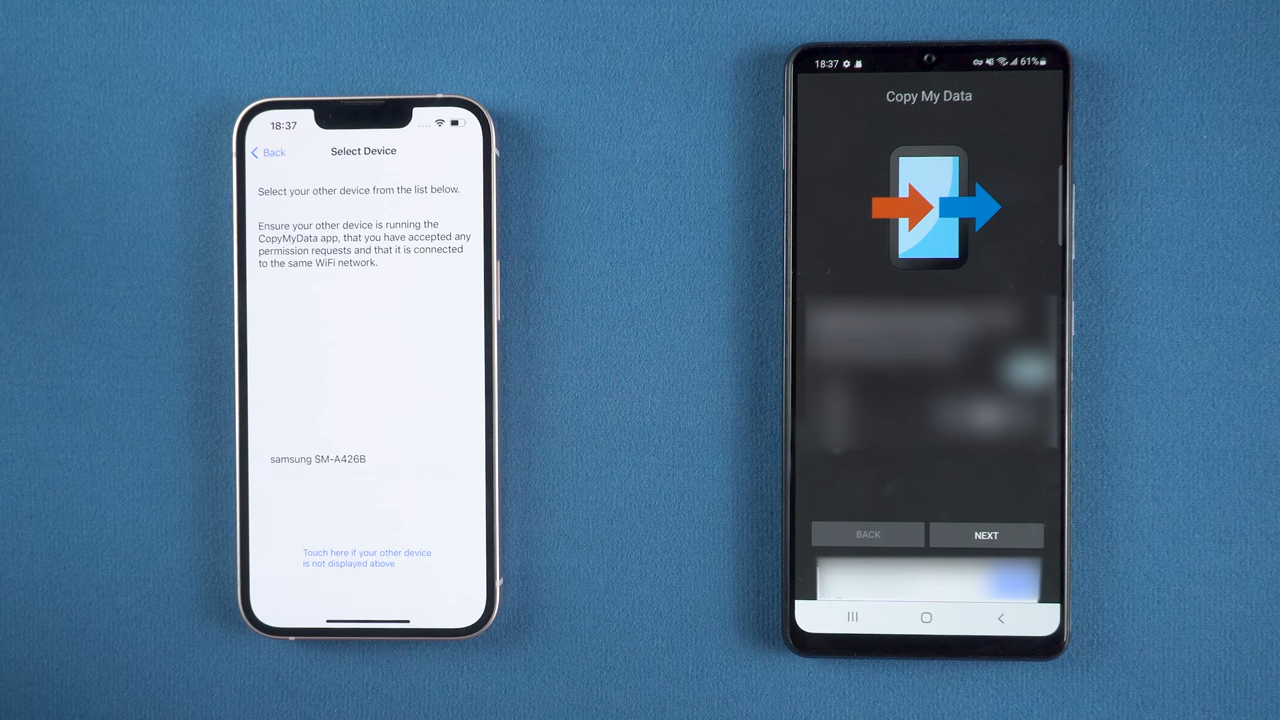 18:37
Back
Select Device
Select your other device from the list below.
Ensure your other device is running the
CopyMyData app, that you have accepted any
permission requests and that it is connected
to the same WiFi network.
samsung SM-A426B
Touch here if your other device
is not displayed above
18:37
61%
Copy My Data
BACK
NEXT